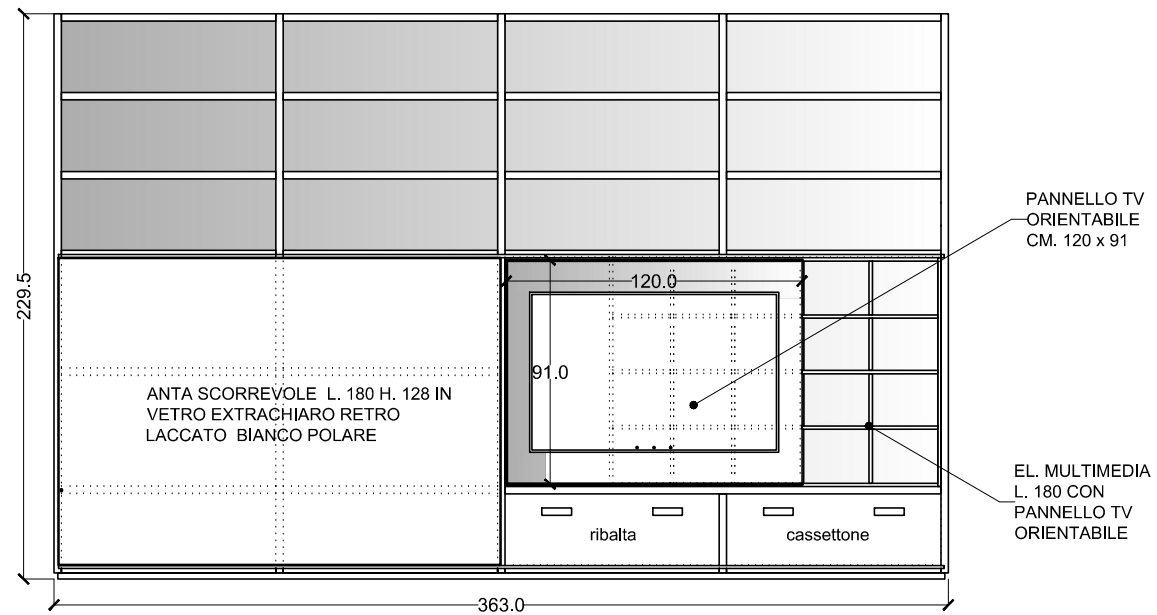 229.5
PANNELLO TV
ORIENTABILE
CM. 120 x 91
120.0
91.0
ANTA SCORREVOLE L. 180 H. 128 IN
VETRO EXTRACHIARO RETRO
LACCATO BIANCO POLARE
EL. MULTIMEDIA
L. 180 CON
PANNELLO TV
ORIENTABILE
ribalta
cassettone
363.0